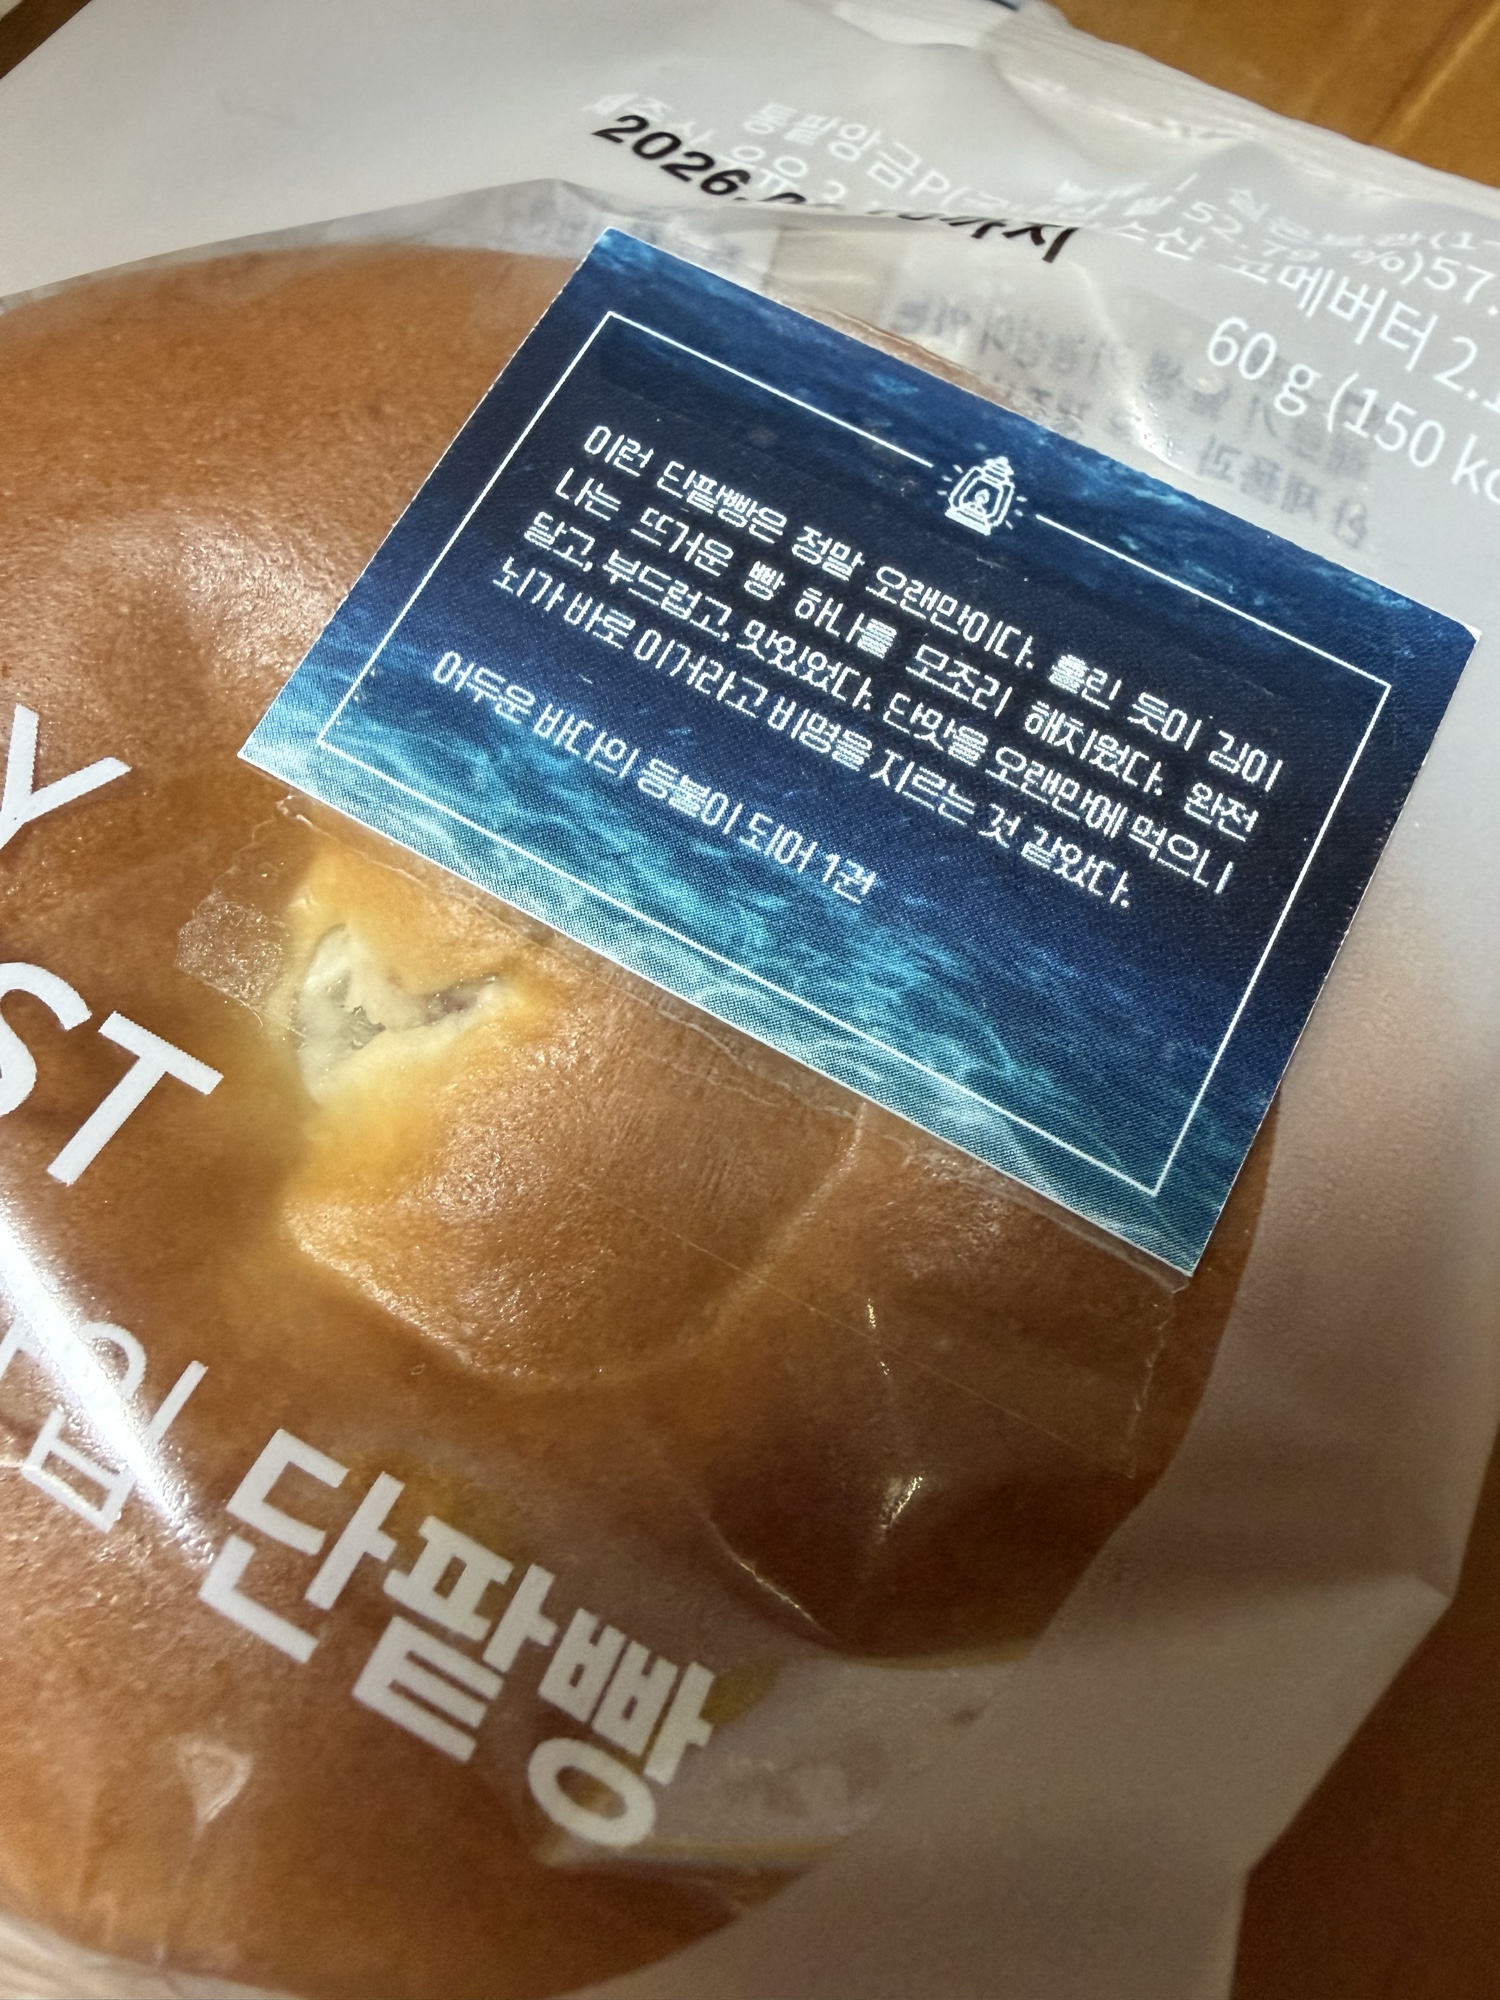 통팥앙금P(
2026.
60 g (150 kc
이런 단팥빵은 정말 오랜만이다. 홀린 듯이 김이
나는 뜨거운 빵 하나를 모조리 해치웠다. 완전
달고, 부드럽고, 맛있었다. 단맛을 오랜만에 먹으니
뇌가 바로 이거라고 비명을 지르는 것 같았다.
어두운 바다의 등불이 되어 1권
Y
ST
단팥빵